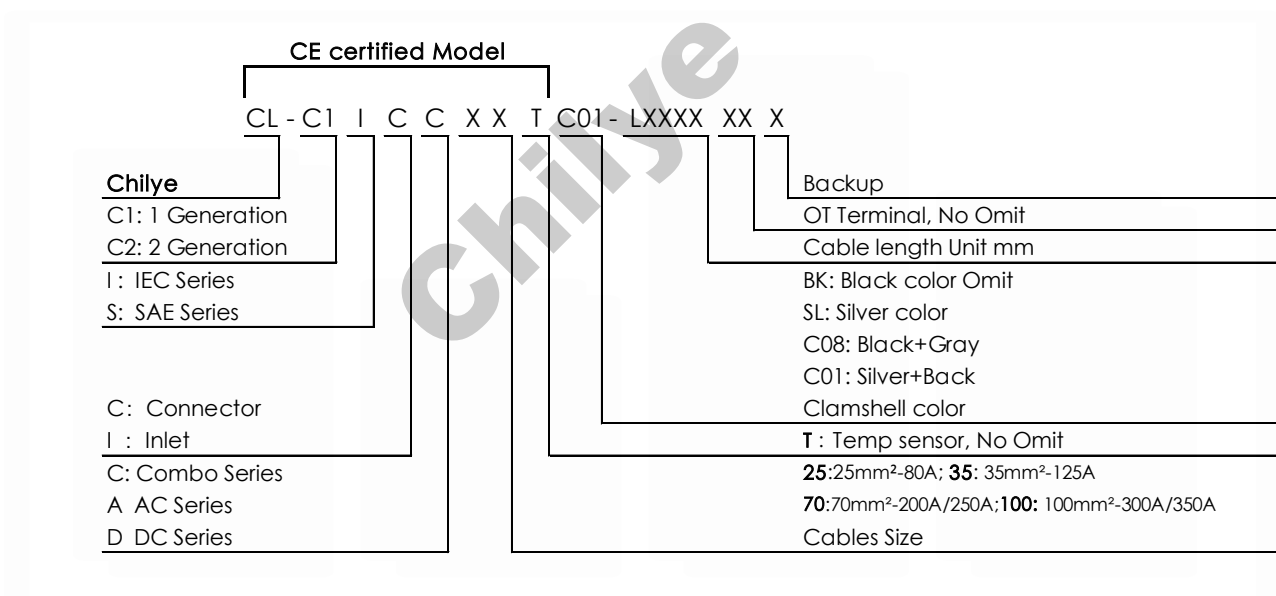 CE certified Model
CL - C1 I C C X X T C01 - LXXXX XX X
Chilye
C1: 1 Generation
C2: 2 Generation
I : IEC Series
S: SAE Series
C: Connector
I : Inlet
C: Combo Series
A AC Series
D DC Series
Backup
OT Terminal, No Omit
Cable length Unit mm
BK: Black color Omit
SL: Silver color
C08: Black+Gray
C01: Silver+Back
Clamshell color
T : Temp sensor, No Omit
25:25mm²-80A; 35: 35mm²-125A
70:70mm²-200A/250A;100: 100mm²-300A/350A
Cables Size
Chilye